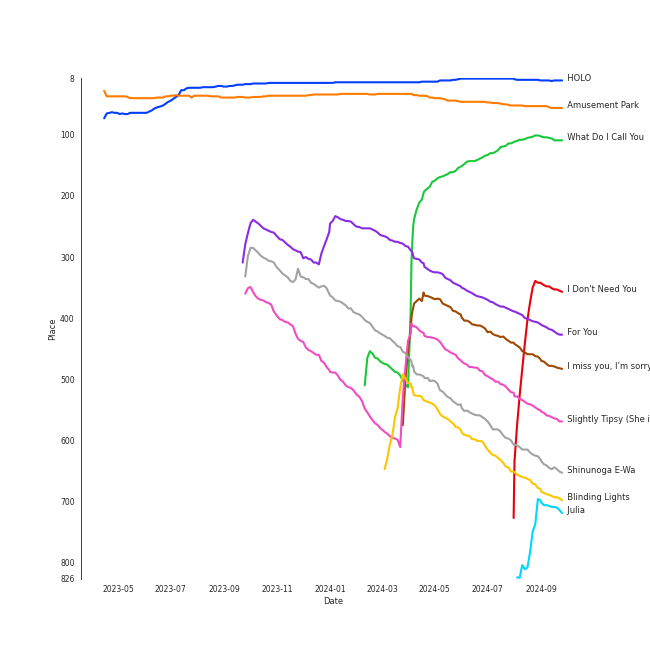 8
100
200
300
400
500
600
700
800
826
Place
2023-05
2023-07
2023-09
2023-11
2024-01
2024-03
2024-05
2024-07
2024-09
Date
HOLO
Amusement Park
What Do I Call You
I Don't Need You
For You
I miss you, I'm sorry
Slightly Tipsy (She i
Shinunoga E-Wa
Blinding Lights
Julia